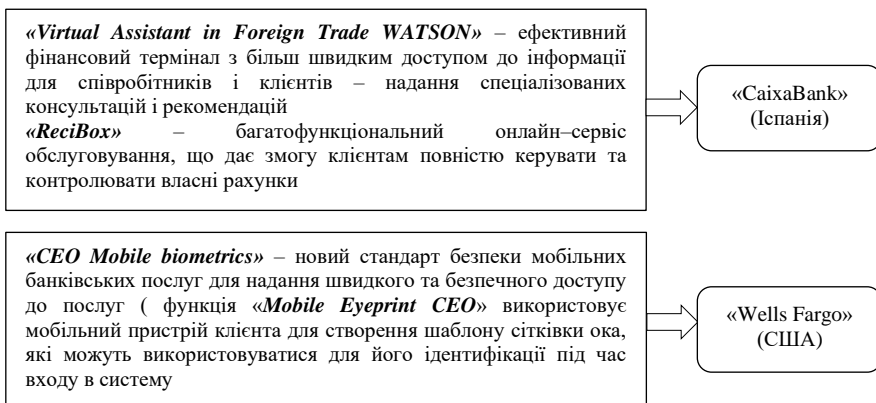 «Virtual Assistant in Foreign Trade WATSON» – ефективний
фінансовий термінал з більш швидким доступом до інформації
для співробітників і клієнтів – надання спеціалізованих
консультацій і рекомендацій
«ReciBox» – багатофункціональний онлайн–сервіс
обслуговування, що дає змогу клієнтам повністю керувати та
контролювати власні рахунки
«CaixaBank»
(Іспанія)
«CEO Mobile biometrics» – новий стандарт безпеки мобільних
банківських послуг для надання швидкого та безпечного доступу
до послуг ( функція «Mobile Eyeprint CEO» використовує
мобільний пристрій клієнта для створення шаблону сітківки ока,
які можуть використовуватися для його ідентифікації під час
входу в систему
«Wells Fargo»
(США)